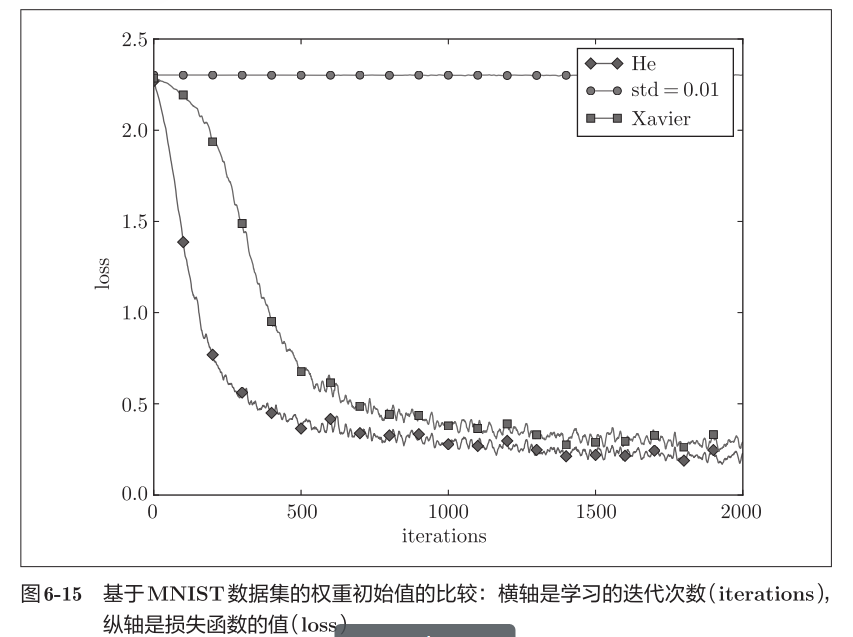 2.5
2.0
1.5
1.0
0.5
0.0
loss
He
std = 0.01
Xavier
0 500 1000 1500 2000
iterations
图6-15 基于MNIST数据集的权重初始值的比较：横轴是学习的迭代次数（iterations），
纵轴是损失函数的值（loss）